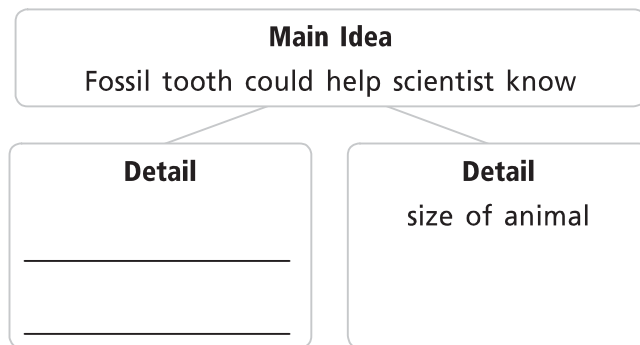 Main Idea
Fossil tooth could help scientist know
Detail
Detail
size of animal